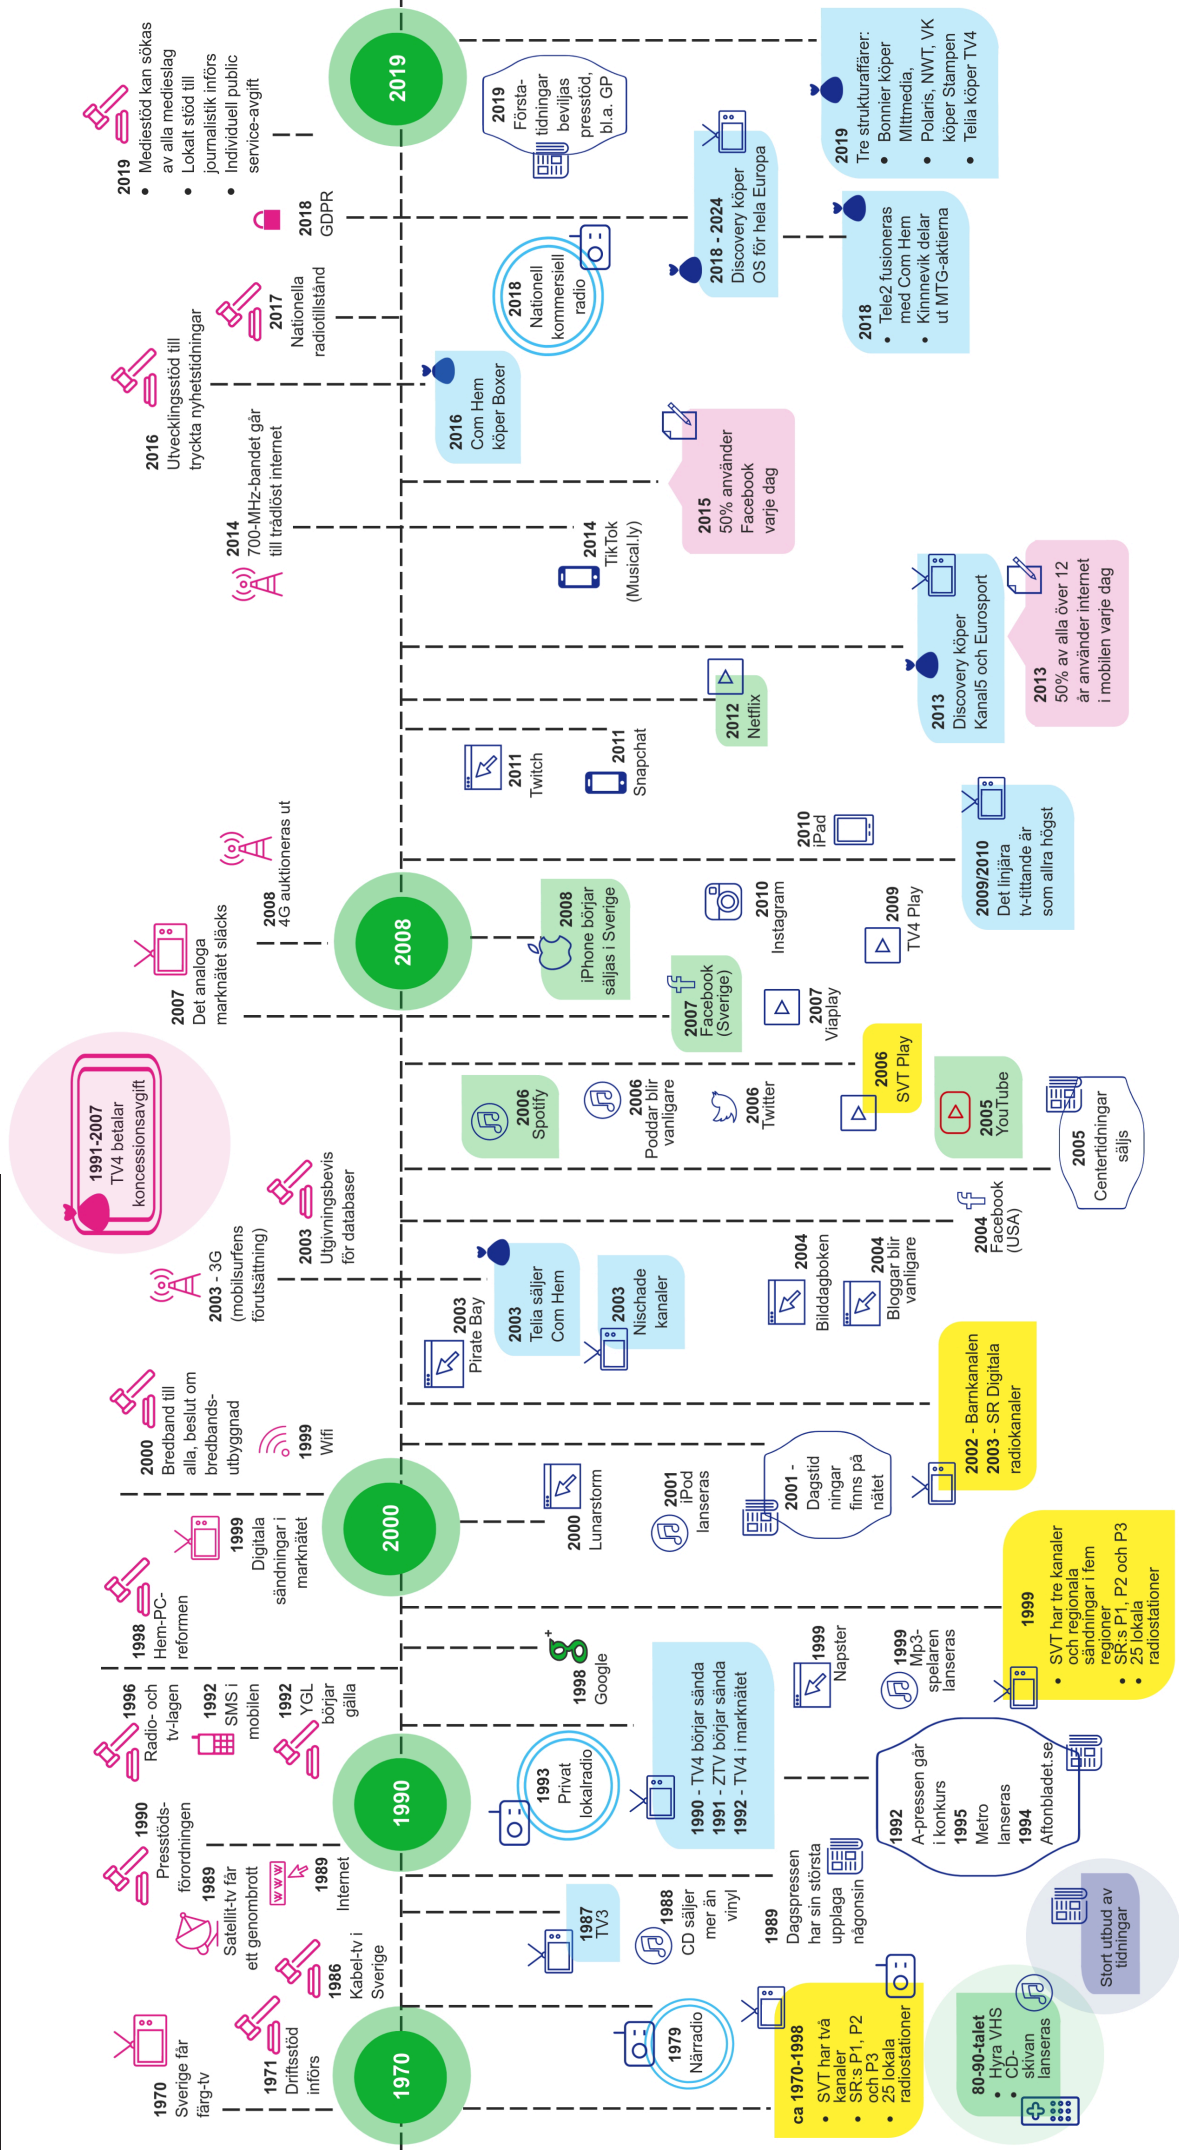 1970
Sverige får
färg-tv
1971
Driftsstöd
införs
1986
Kabel-tv i
Sverige
1989
Satellit-tv får
ett genombrott
1990
Presstöds-
förordningen
1989
Internet
www
1996
Radio- och
tv-lagen
1992
SMS i
mobilen
1992
YGL
börjar
gälla
1998
Hem-PC-
reformen
1999
Digitala
sändningar i
marknätet
2000
Bredband till
alla, beslut om
bredbands-
utbyggnad
1999
Wifi
2003 - 3G
(mobilsurfens
förutsättning)
2003
Utgivningsbevis
för databaser
1991-2007
TV4 betalar
koncessionsavgift
2007
Det analoga
marknätet släcks
2008
4G auktioneras ut
2014
700-MHz-bandet går
till trådlöst internet
2016
Utvecklingsstöd till
tryckta nyhetstidningar
2017
Nationella
radiotillstånd
2018
GDPR
2019
• Mediestöd kan sökas
av alla medieslag
• Lokalt stöd till
journalistik införs
• Individuell public
service-avgift
1970
1990
2000
2008
2019
1979
Närradio
ca 1970-1998
• SVT har två
kanaler
• SR:s P1, P2
och P3
• 25 lokala
radiostationer
80-90-talet
• Hyra VHS
• CD-
skivan
lanseras
Stort utbud av
tidningar
1987
TV3
1988
CD säljer
mer än
vinyl
1989
Dagspressen
har sin största
upplaga
någonsin
1993
Privat
lokalradio
1990 - TV4 börjar sända
1991 - ZTV börjar sända
1992 - TV4 i marknätet
1992
A-pressen går
i konkurs
1995
Metro
lanseras
1994
Aftonbladet.se
g+
1998
Google
1999
Napster
1999
Mp3-
spelaren
lanseras
1999
• SVT har tre kanaler
och regionala
sändningar i fem
regioner
• SR:s P1, P2 och P3
• 25 lokala
radiostationer
2000
Lunarstorm
2001
iPod
lanseras
2001 -
Dagstid
ningar
finns på
nätet
2002 - Barnkanalen
2003 - SR Digitala
radiokanaler
2003
Pirate Bay
2003
Telia säljer
Com Hem
2003
Nischade
kanaler
2004
Bilddagboken
2004
Bloggar blir
vanligare
2004
Facebook
(USA)
2006
Spotify
2006
Poddar blir
vanligare
2006
Twitter
2006
SVT Play
2005
YouTube
2005
Centertidningar
säljs
2007
Facebook
(Sverige)
2007
Viaplay
2008
iPhone börjar
säljas i Sverige
2010
Instagram
2009
TV4 Play
2010
iPad
2009/2010
Det linjära
tv-tittande är
som allra högst
2011
Twitch
2011
Snapchat
2012
Netflix
2013
Discovery köper
Kanal5 och Eurosport
2013
50% av alla över 12
år använder internet
i mobilen varje dag
2014
TikTok
(Musical.ly)
2015
50% använder
Facebook
varje dag
2016
Com Hem
köper Boxer
2018
Nationell
kommersiell
radio
2018 - 2024
Discovery köper
OS för hela Europa
2018
• Tele2 fusioneras
med Com Hem
• Kinnnevik delar
ut MTG-aktierna
2019
Första-
tidningar
beviljas
presstöd,
bl.a. GP
2019
Tre strukturaffärer:
• Bonnier köper
MIttmedia,
• Polaris, NWT, VK
köper Stampen
• Telia köper TV4